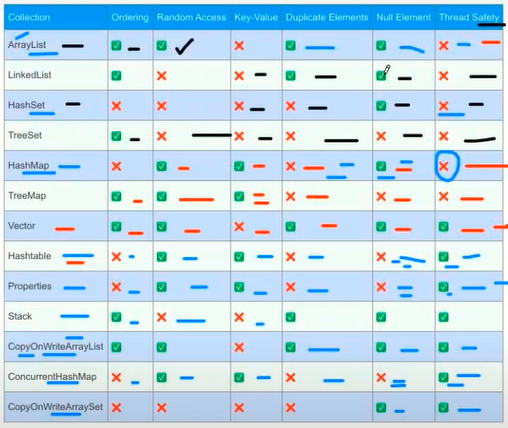 Collection Ordering Random Access Key-Value Duplicate Elements Null Element Thread Safety
ArrayList
LinkedList
HashSet
TreeSet
HashMap
TreeMap
Vector
Hashtable
Properties
Stack
CopyOnWriteArrayList
ConcurrentHashMap
CopyOnWriteArraySet